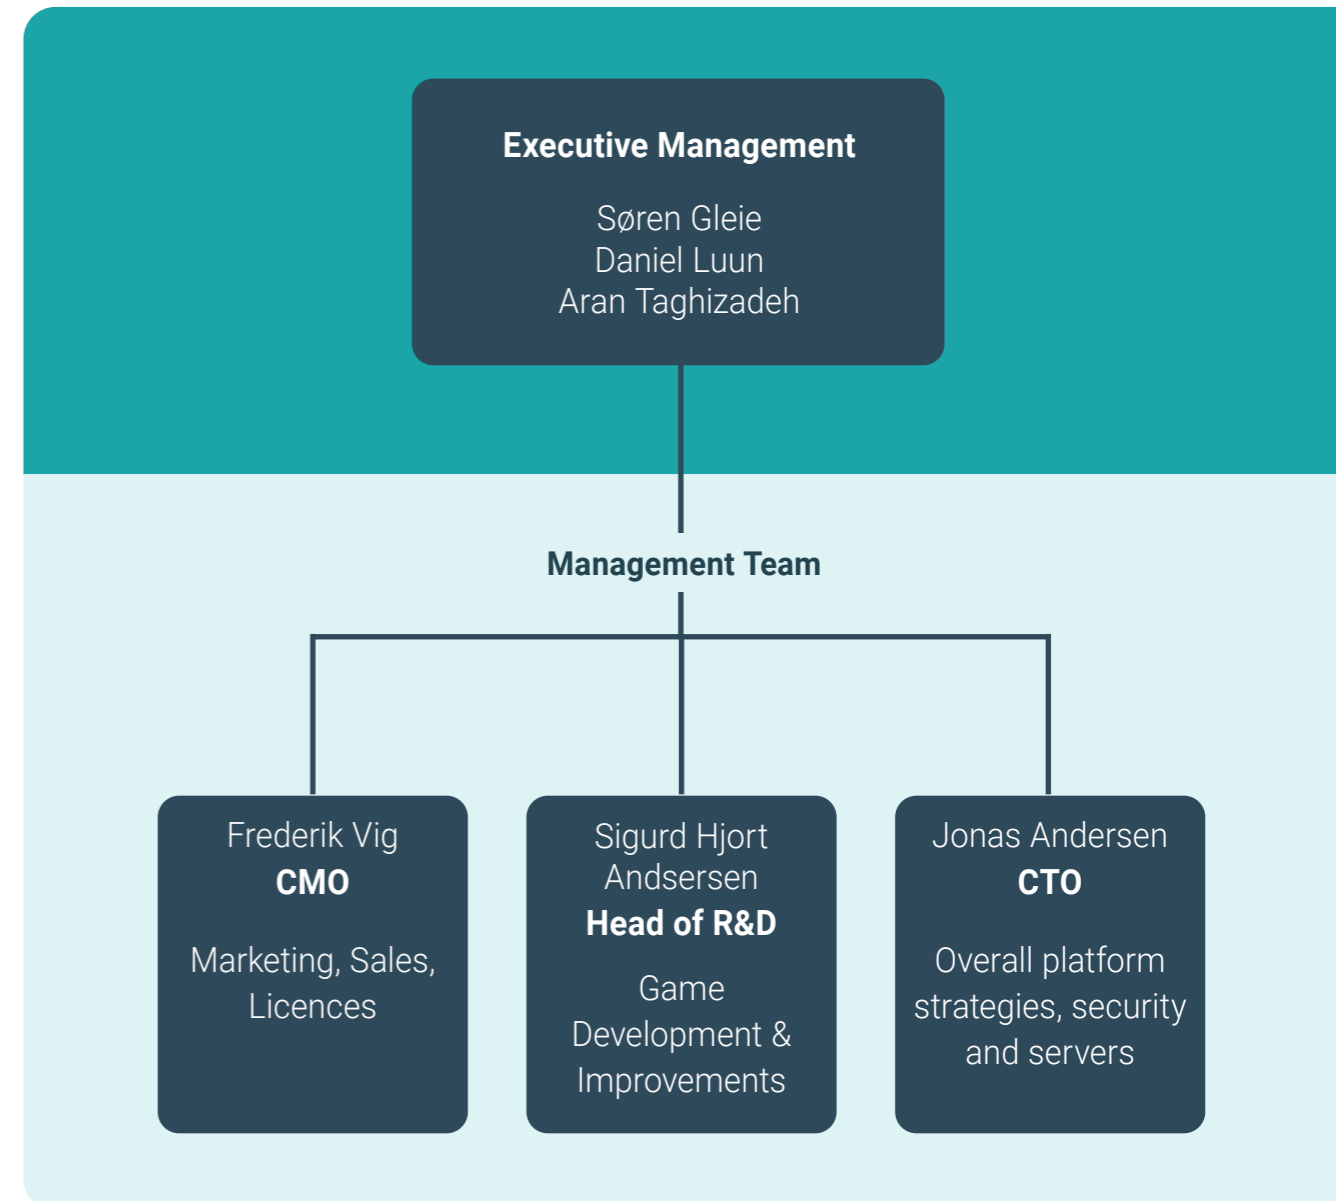 Executive Management
Søren Gleie
Daniel Luun
Aran Taghizadeh
Management Team
Frederik Vig
CMO
Marketing, Sales,
Licences
Sigurd Hjort
Andsersen
Head of R&D
Game
Development &
Improvements
Jonas Andersen
CTO
Overall platform
strategies, security
and servers